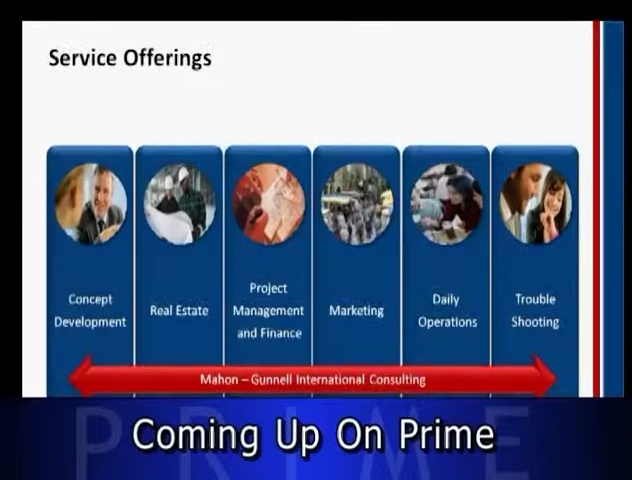 Service Offerings
Concept
Development
Real Estate
Project
Management
and Finance
Marketing
Daily
Operations
Trouble
Shooting
Mahon – Gunnell International Consulting
PRIME
Coming Up On Prime